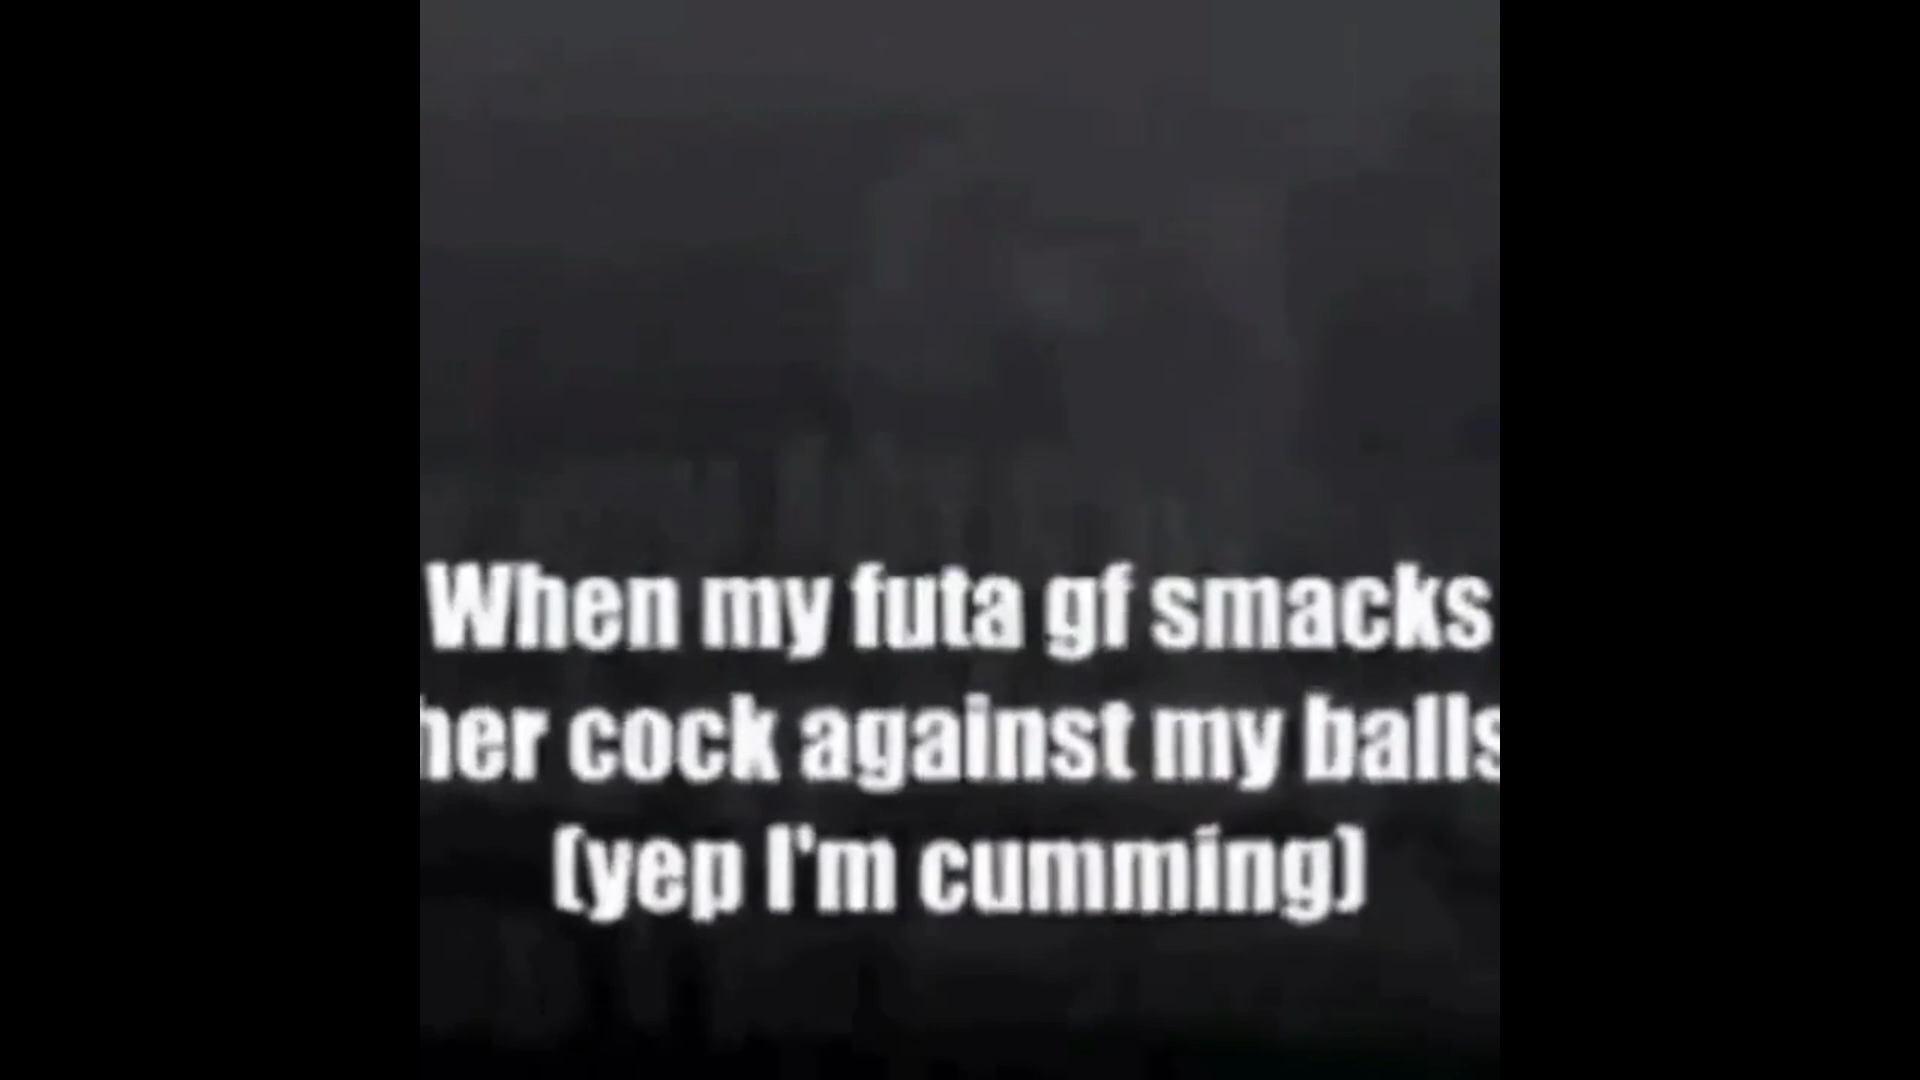 When my futa gf smacks
her cock against my balls
(yep I'm cumming)